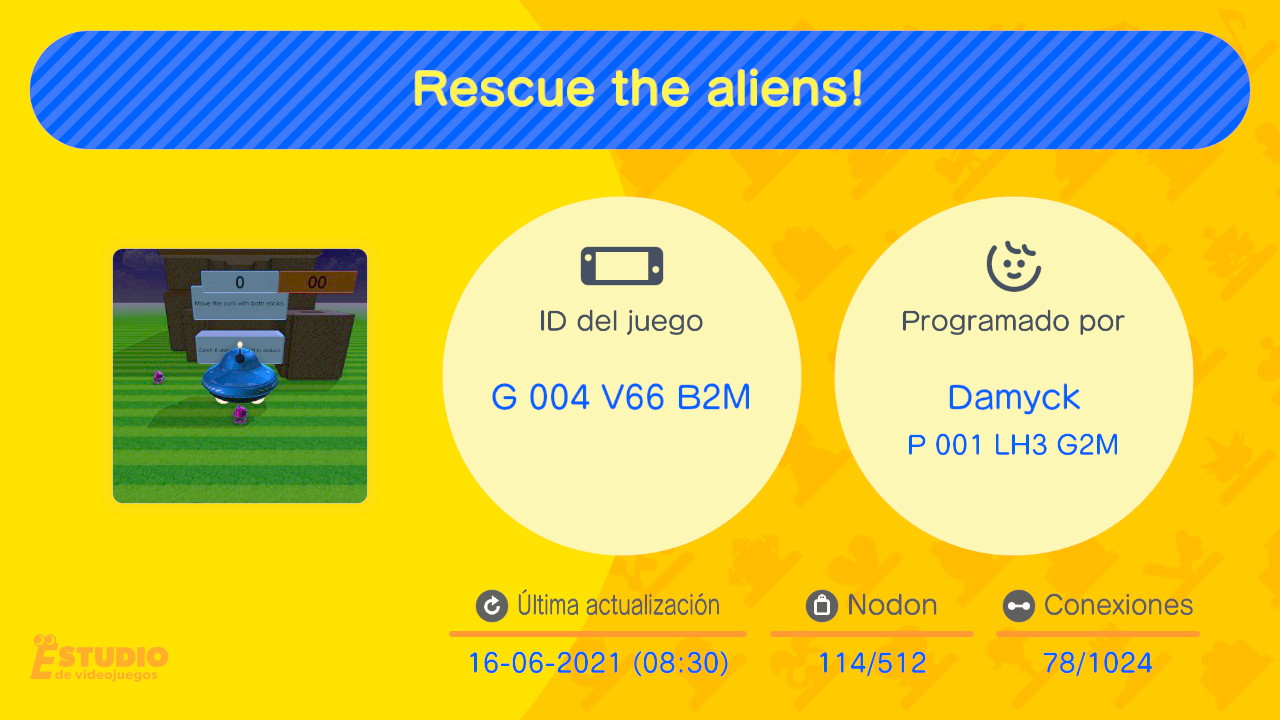 Rescue the aliens!
0
00
Move the ovni with both sticks
ID del juego
G 004 V66 B2M
Programado por
Damyck
P 001 LH3 G2M
Última actualización
16-06-2021 (08:30)
Nodon
114/512
Conexiones
78/1024
ESTUDIO
de videojuegos